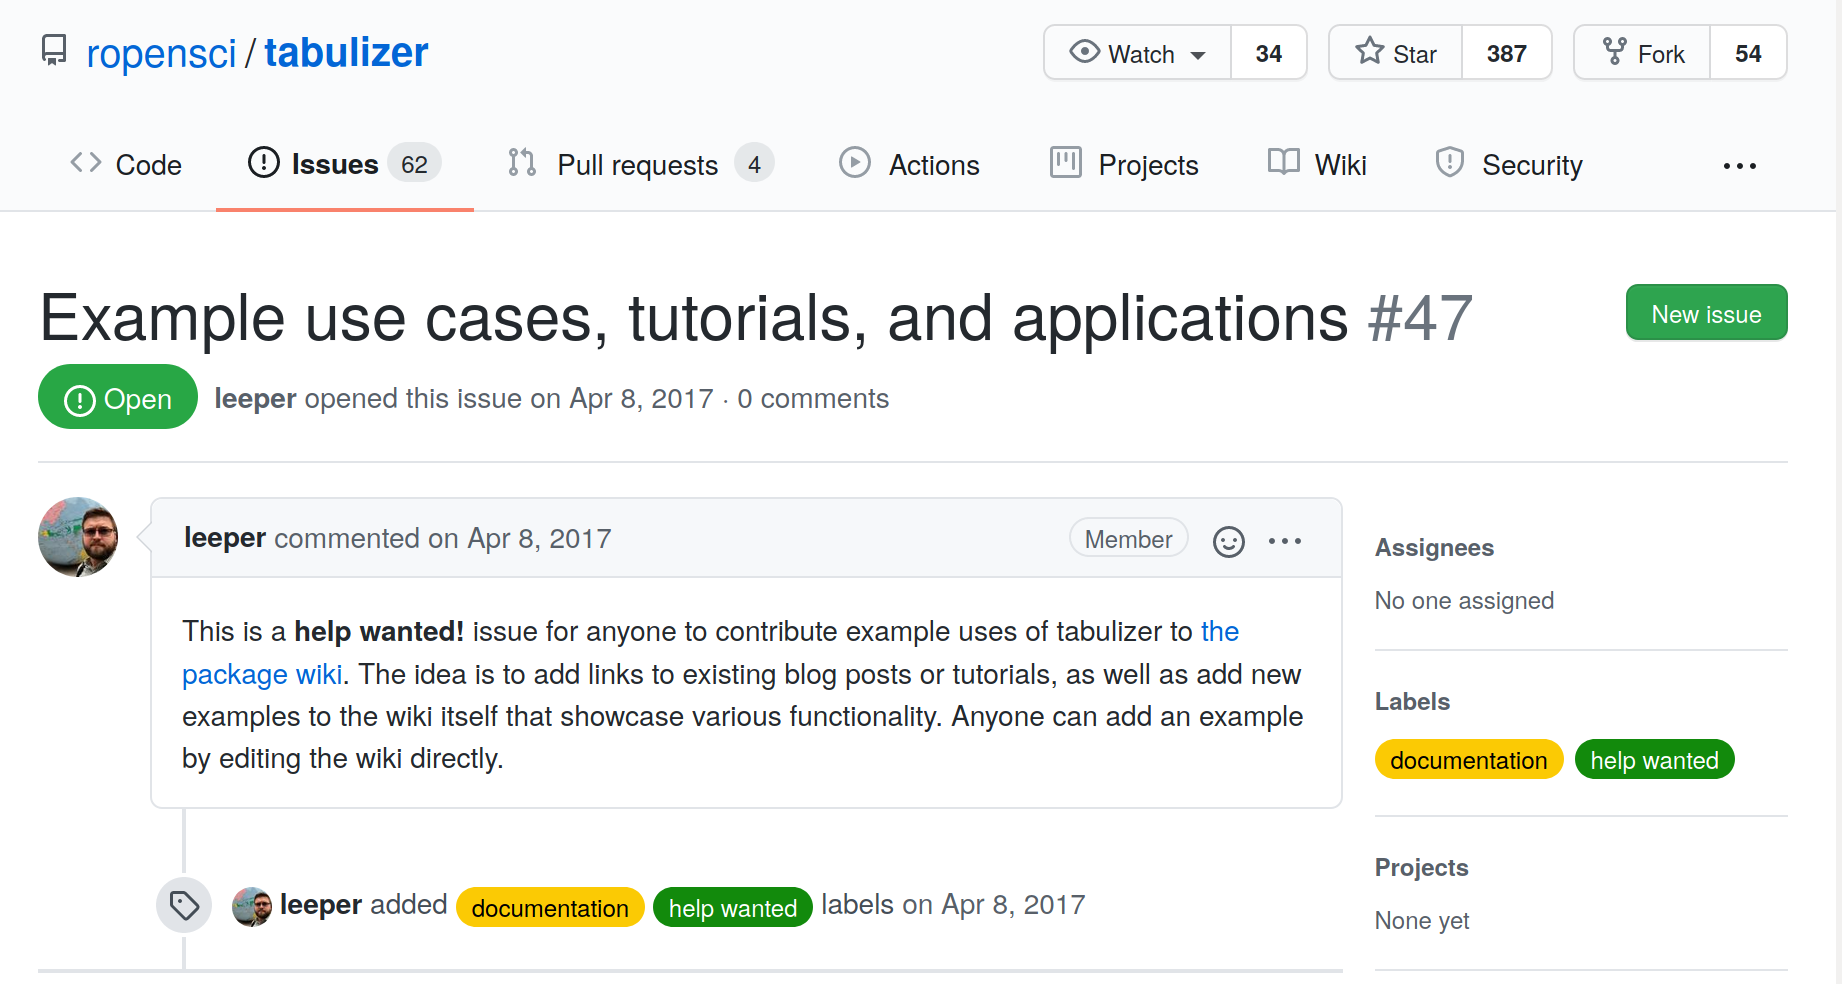 ropensci / tabulizer
Watch 34 Star 387 Fork 54
Code Issues 62 Pull requests 4 Actions Projects Wiki Security
Example use cases, tutorials, and applications #47
New issue
Open leeper opened this issue on Apr 8, 2017 · 0 comments
leeper commented on Apr 8, 2017 Member
This is a help wanted! issue for anyone to contribute example uses of tabulizer to the
package wiki. The idea is to add links to existing blog posts or tutorials, as well as add new
examples to the wiki itself that showcase various functionality. Anyone can add an example
by editing the wiki directly.
leeper added documentation help wanted labels on Apr 8, 2017
Assignees
No one assigned
Labels
documentation help wanted
Projects
None yet